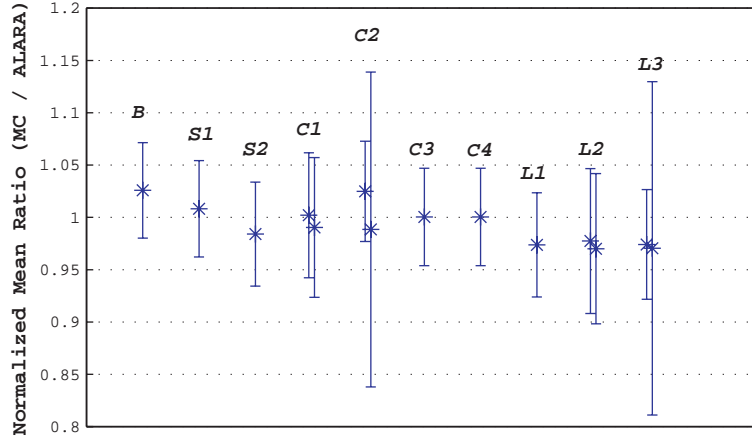 Normalized Mean Ratio (MC / ALARA)
1.2
1.15
1.1
1.05
1
0.95
0.9
0.85
0.8
B
S1
S2
C1
C2
C3
C4
L1
L2
L3